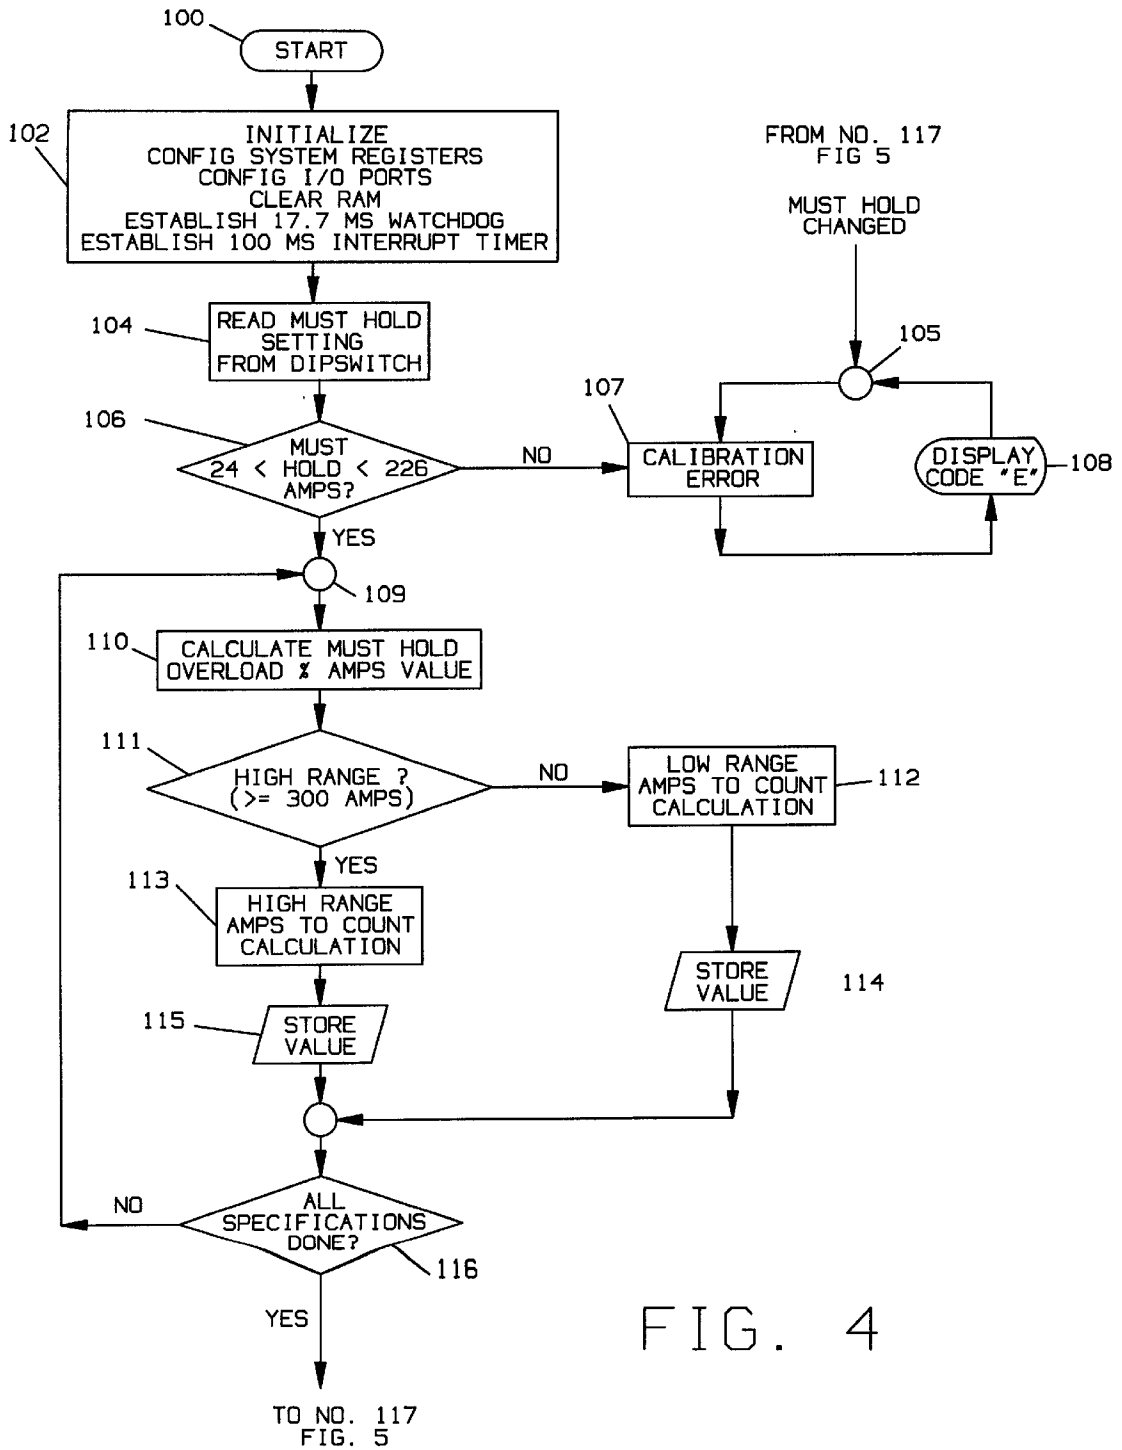 100
START
102
INITIALIZE
CONFIG SYSTEM REGISTERS
CONFIG I/O PORTS
CLEAR RAM
ESTABLISH 17.7 MS WATCHDOG
ESTABLISH 100 MS INTERRUPT TIMER
FROM NO. 117
FIG 5
MUST HOLD
CHANGED
104
READ MUST HOLD
SETTING
FROM DIPSWITCH
105
106
MUST
24 < HOLD < 226
AMPS?
NO
107
CALIBRATION
ERROR
DISPLAY
CODE "E"
108
YES
109
110
CALCULATE MUST HOLD
OVERLOAD % AMPS VALUE
111
HIGH RANGE ?
(>= 300 AMPS)
NO
LOW RANGE
AMPS TO COUNT
CALCULATION
112
YES
113
HIGH RANGE
AMPS TO COUNT
CALCULATION
STORE
VALUE
114
115
STORE
VALUE
NO
ALL
SPECIFICATIONS
DONE?
116
YES
FIG. 4
TO NO. 117
FIG. 5